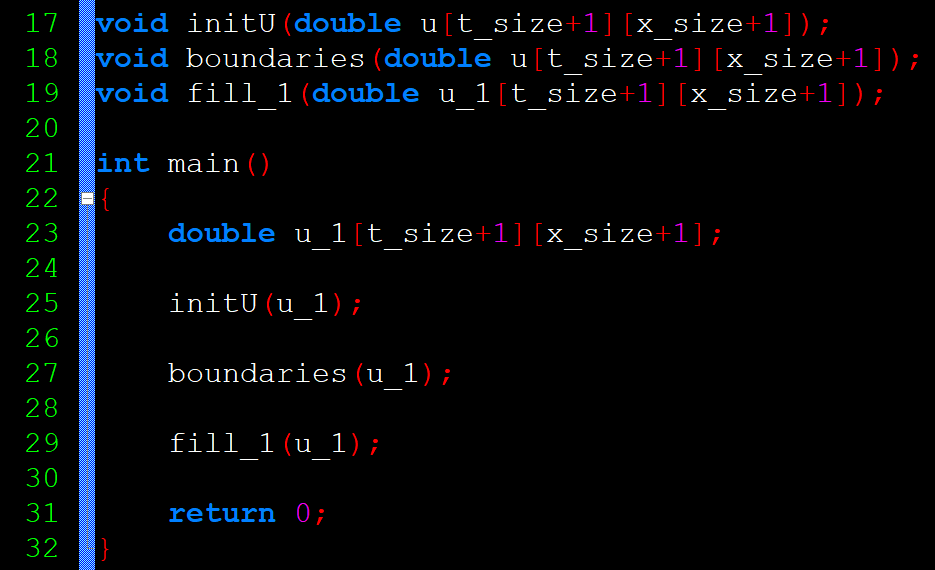 17 void initU(double u[t_size+1][x_size+1]);
18 void boundaries(double u[t_size+1][x_size+1]);
19 void fill_1(double u_1[t_size+1][x_size+1]);
20
21 int main()
22 {
23     double u_1[t_size+1][x_size+1];
24
25     initU(u_1);
26
27     boundaries(u_1);
28
29     fill_1(u_1);
30
31     return 0;
32 }